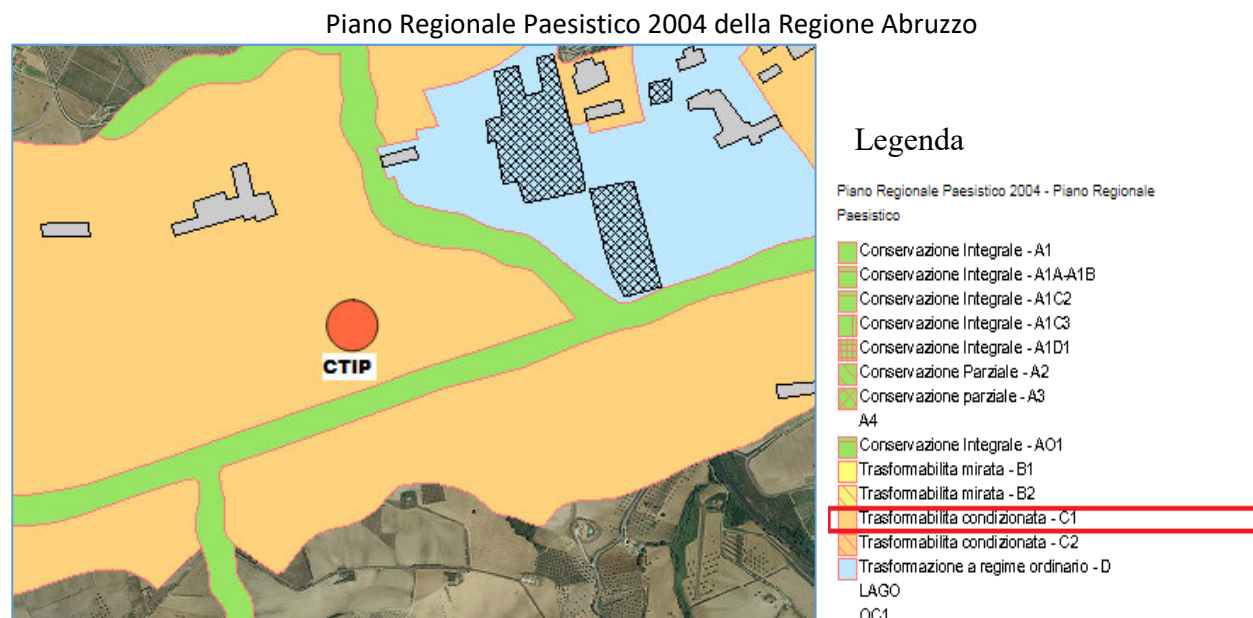 Piano Regionale Paesistico 2004 della Regione Abruzzo
CTIP
Legenda
Piano Regionale Paesistico 2004 - Piano Regionale
Paesistico
Conservazione Integrale - A1
Conservazione Integrale - A1A-A1B
Conservazione Integrale - A1C2
Conservazione Integrale - A1C3
Conservazione Integrale - A1D1
Conservazione Parziale - A2
Conservazione parziale - A3
A4
Conservazione Integrale - AO1
Trasformabilita mirata - B1
Trasformabilita mirata - B2
Trasformabilita condizionata - C1
Trasformabilita condizionata - C2
Trasformazione a regime ordinario - D
LAGO
OC1